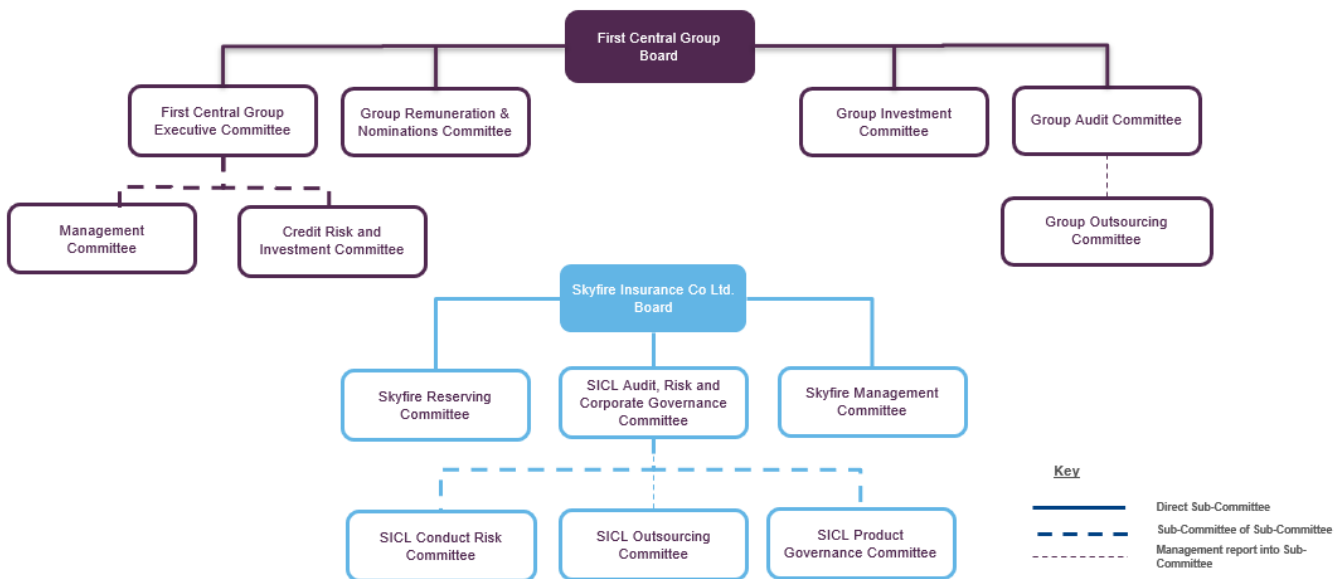 First Central Group
Board
First Central Group
Executive Committee
Group Remuneration &
Nominations Committee
Group Investment
Committee
Group Audit Committee
Management
Committee
Credit Risk and
Investment Committee
Group Outsourcing
Committee
Skyfire Insurance Co Ltd.
Board
Skyfire Reserving
Committee
SICL Audit, Risk and
Corporate Governance
Committee
Skyfire Management
Committee
SICL Conduct Risk
Committee
SICL Outsourcing
Committee
SICL Product
Governance Committee
Key
Direct Sub-Committee
Sub-Committee of Sub-Committee
Management report into Sub-
Committee